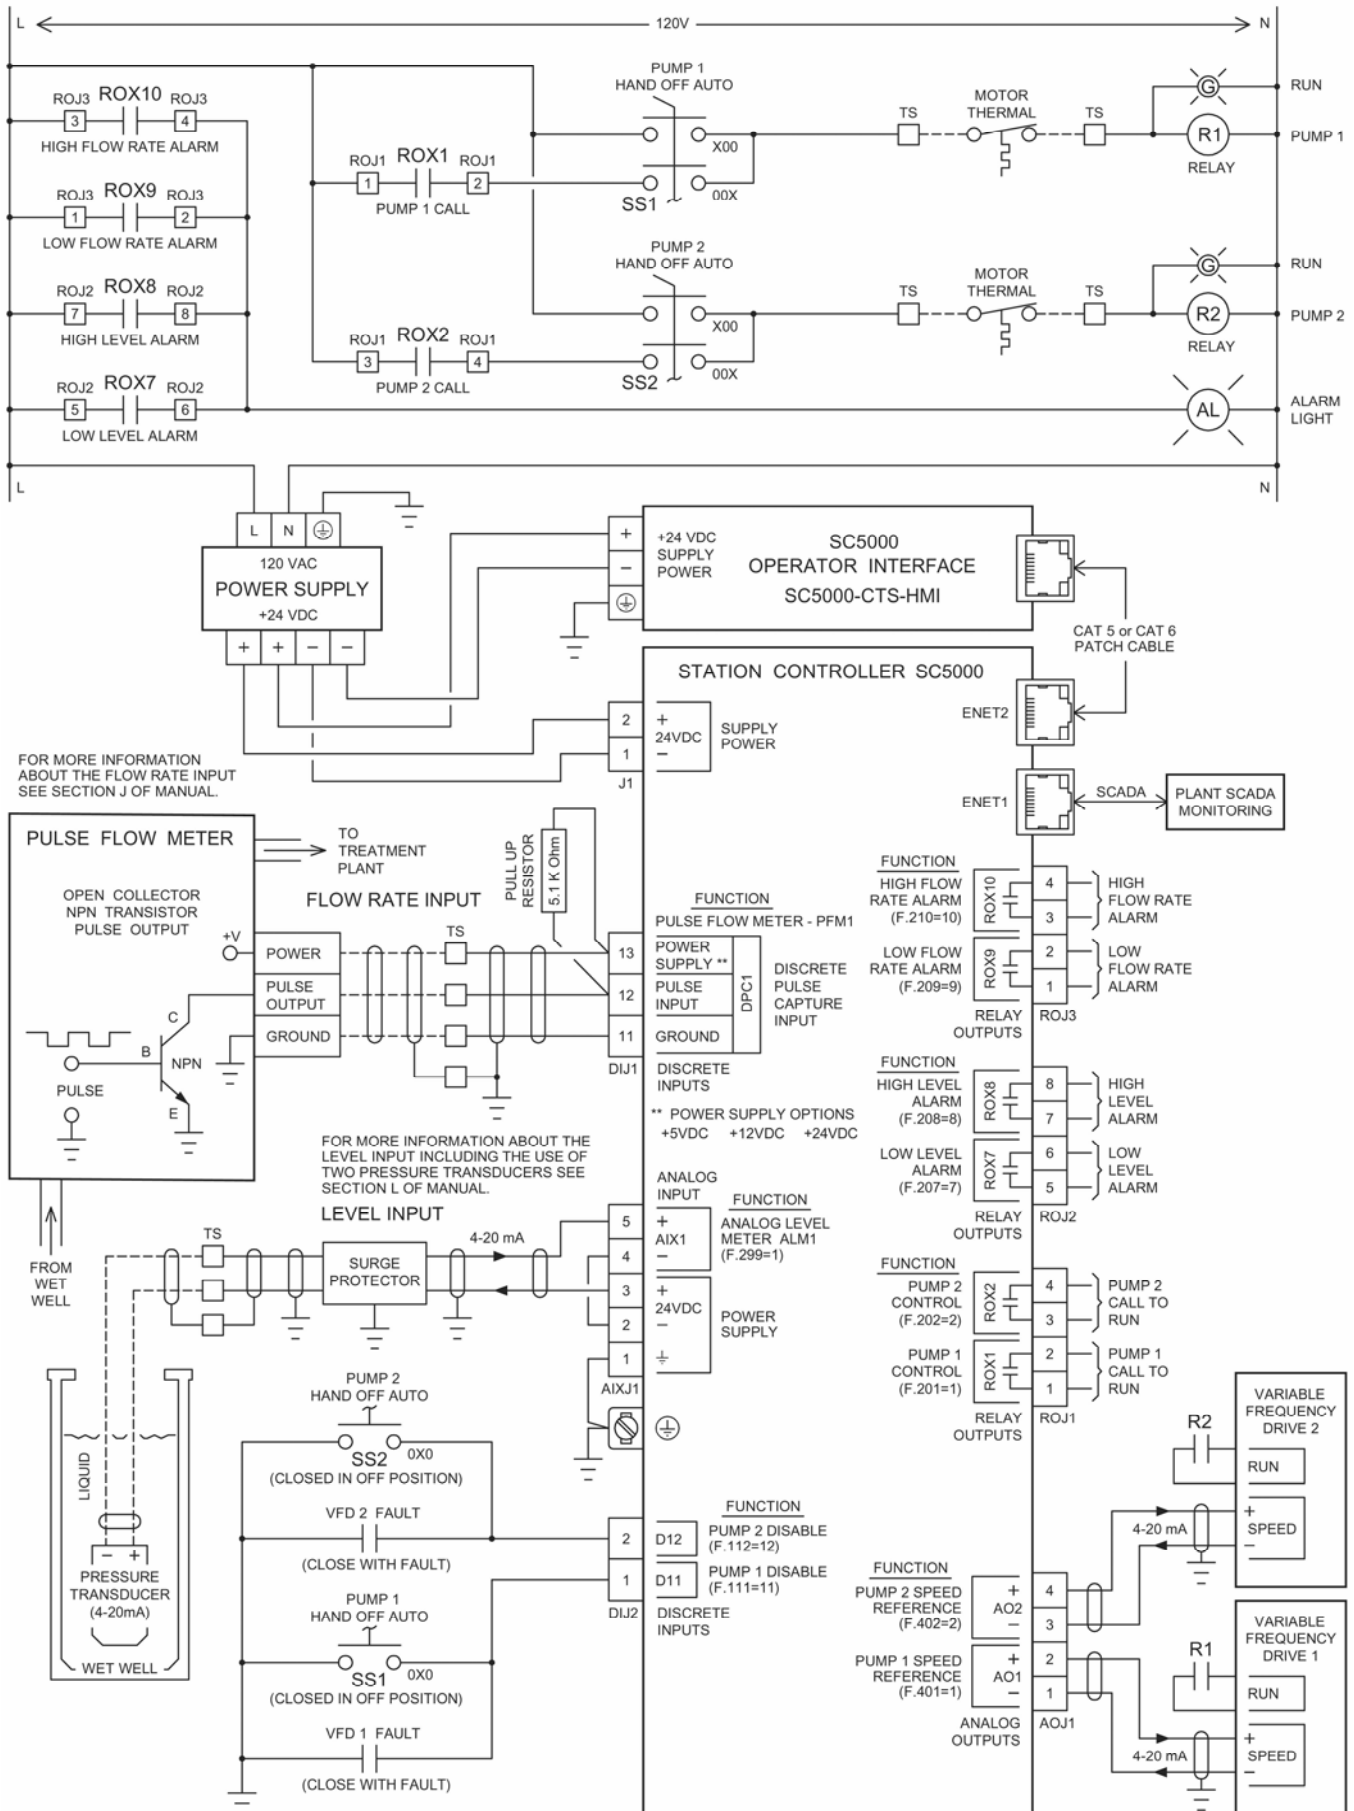 L 120V N
PUMP 1
HAND OFF AUTO
ROJ3 ROX10 ROJ3
3 4
HIGH FLOW RATE ALARM
X00
TS
MOTOR
THERMAL
TS
G
RUN
R1
PUMP 1
RELAY
ROJ1 ROX1 ROJ1
1 2
PUMP 1 CALL
SS1
00X
ROJ3 ROX9 ROJ3
1 2
LOW FLOW RATE ALARM
PUMP 2
HAND OFF AUTO
ROJ2 ROX8 ROJ2
7 8
HIGH LEVEL ALARM
X00
TS
MOTOR
THERMAL
TS
G
RUN
R2
PUMP 2
RELAY
ROJ1 ROX2 ROJ1
3 4
PUMP 2 CALL
SS2
00X
ROJ2 ROX7 ROJ2
5 6
LOW LEVEL ALARM
AL
ALARM
LIGHT
L N
L N
120 VAC
POWER SUPPLY
+24 VDC
+ + – –
+
–
+24 VDC
SUPPLY
POWER
SC5000
OPERATOR INTERFACE
SC5000-CTS-HMI
CAT 5 or CAT 6
PATCH CABLE
STATION CONTROLLER SC5000
ENET2
2
1
J1
+
24VDC
–
SUPPLY
POWER
ENET1
SCADA
PLANT SCADA
MONITORING
FOR MORE INFORMATION
ABOUT THE FLOW RATE INPUT
SEE SECTION J OF MANUAL.
PULSE FLOW METER
TO
TREATMENT
PLANT
OPEN COLLECTOR
NPN TRANSISTOR
PULSE OUTPUT
FLOW RATE INPUT
PULL UP
RESISTOR
5.1 K Ohm
+V
POWER
PULSE
OUTPUT
GROUND
TS
C
B
NPN
E
PULSE
13
12
11
DIJ1
FUNCTION
PULSE FLOW METER - PFM1
POWER
SUPPLY **
PULSE
INPUT
GROUND
DPC1
DISCRETE
PULSE
CAPTURE
INPUT
DISCRETE
INPUTS
** POWER SUPPLY OPTIONS
+5VDC +12VDC +24VDC
FUNCTION
HIGH FLOW
RATE ALARM
(F.210=10)
ROX10
4
3
HIGH
FLOW RATE
ALARM
LOW FLOW
RATE ALARM
(F.209=9)
ROX9
2
1
LOW
FLOW RATE
ALARM
RELAY
OUTPUTS
ROJ3
FUNCTION
HIGH LEVEL
ALARM
(F.208=8)
ROX8
8
7
HIGH
LEVEL
ALARM
LOW LEVEL
ALARM
(F.207=7)
ROX7
6
5
LOW
LEVEL
ALARM
RELAY
OUTPUTS
ROJ2
FROM
WET
WELL
FOR MORE INFORMATION ABOUT THE
LEVEL INPUT INCLUDING THE USE OF
TWO PRESSURE TRANSDUCERS SEE
SECTION L OF MANUAL.
LEVEL INPUT
TS
SURGE
PROTECTOR
4-20 mA
5
4
3
2
1
AIXJ1
ANALOG
INPUT
+
AIX1
–
FUNCTION
ANALOG LEVEL
METER ALM1
(F.299=1)
+
24VDC
–
POWER
SUPPLY
FUNCTION
PUMP 2
CONTROL
(F.202=2)
ROX2
4
3
PUMP 2
CALL TO
RUN
PUMP 1
CONTROL
(F.201=1)
ROX1
2
1
PUMP 1
CALL TO
RUN
RELAY
OUTPUTS
ROJ1
LIQUID
– +
PRESSURE
TRANSDUCER
(4-20mA)
WET WELL
PUMP 2
HAND OFF AUTO
SS2
0X0
(CLOSED IN OFF POSITION)
VFD 2 FAULT
(CLOSE WITH FAULT)
PUMP 1
HAND OFF AUTO
SS1
0X0
(CLOSED IN OFF POSITION)
VFD 1 FAULT
(CLOSE WITH FAULT)
2
1
DIJ2
D12
D11
FUNCTION
PUMP 2 DISABLE
(F.112=12)
PUMP 1 DISABLE
(F.111=11)
DISCRETE
INPUTS
FUNCTION
PUMP 2 SPEED
REFERENCE
(F.402=2)
+
AO2
–
4
3
PUMP 1 SPEED
REFERENCE
(F.401=1)
+
AO1
–
2
1
ANALOG
OUTPUTS
AOJ1
VARIABLE
FREQUENCY
DRIVE 2
R2
RUN
4-20 mA
+
SPEED
–
VARIABLE
FREQUENCY
DRIVE 1
R1
RUN
4-20 mA
+
SPEED
–